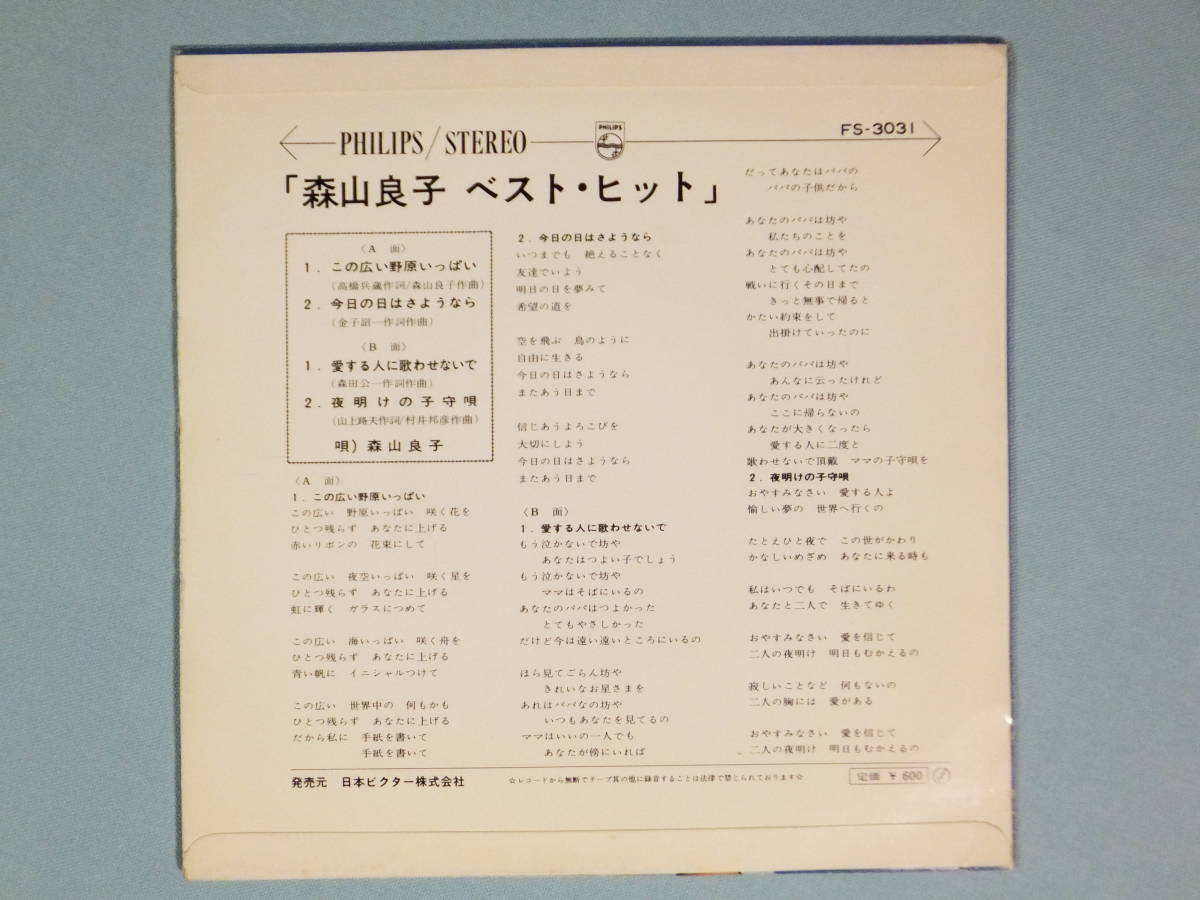 PHILIPS/STEREO
PHILIPS
FS-3031
「森山良子 ベスト・ヒット」
〈A 面〉
1. この広い野原いっぱい
(森山良子作曲)
2. 今日の日はさようなら
(金子詔一作詞作曲)
〈B 面〉
1. 愛する人に歌わせないで
(森田公一作詞作曲)
2. 夜明けの子守唄
(山上路夫作詞/村井邦彦作曲)
唄) 森山良子
〈A 面〉
1. この広い野原いっぱい
この広い 野原いっぱい 咲く花を
ひとつ残らず あなたに上げる
赤いリボンの 花束にして
この広い 夜空いっぱい 咲く星を
ひとつ残らず あなたに上げる
虹に輝く ガラスにつめて
この広い 海いっぱい 咲く舟を
ひとつ残らず あなたに上げる
青い帆に イニシャルつけて
この広い 世界中の 何もかも
ひとつ残らず あなたに上げる
だから私に 手紙を書いて
手紙を書いて
2. 今日の日はさようなら
いつまでも 絶えることなく
友達でいよう
明日の日を夢みて
希望の道を
空を飛ぶ 鳥のように
自由に生きる
今日の日はさようなら
またあう日まで
信じあうよろこびを
大切にしよう
今日の日はさようなら
またあう日まで
〈B 面〉
1. 愛する人に歌わせないで
もう泣かないで坊や
あなたはつよい子でしょう
もう泣かないで坊や
ママはそばにいるの
あなたのパパはつよかった
とてもやさしかった
だけど今は遠い遠いところにいるの
ほら見てごらん坊や
きれいなお星さまを
あれはパパなの坊や
いつもあなたを見てるの
ママはいいの一人でも
あなたが傍にいれば
だってあなたはパパの
パパの子供だから
あなたのパパは坊や
私たちのことを
あなたのパパは坊や
とても心配してたの
戦いに行くその日まで
きっと無事で帰ると
かたい約束をして
出掛けていったのに
あなたのパパは坊や
あんなに云ったけれど
あなたのパパは坊や
ここに帰らないの
あなたが大きくなったら
愛する人に二度と
歌わせないで頂戴 ママの子守唄を
2. 夜明けの子守唄
おやすみなさい 愛する人よ
愉しい夢の 世界へ行くの
たとえひと夜で この世がかわり
かなしいめざめ あなたに来る時も
私はいつでも そばにいるわ
あなたと二人で 生きてゆく
おやすみなさい 愛を信じて
二人の夜明け 明日もむかえるの
寂しいことなど 何もないの
二人の胸には 愛がある
おやすみなさい 愛を信じて
二人の夜明け 明日もむかえるの
発売元 日本ビクター株式会社
☆レコードから無断でテープ其の他に録音することは法律で禁じられております☆
定価 ¥600